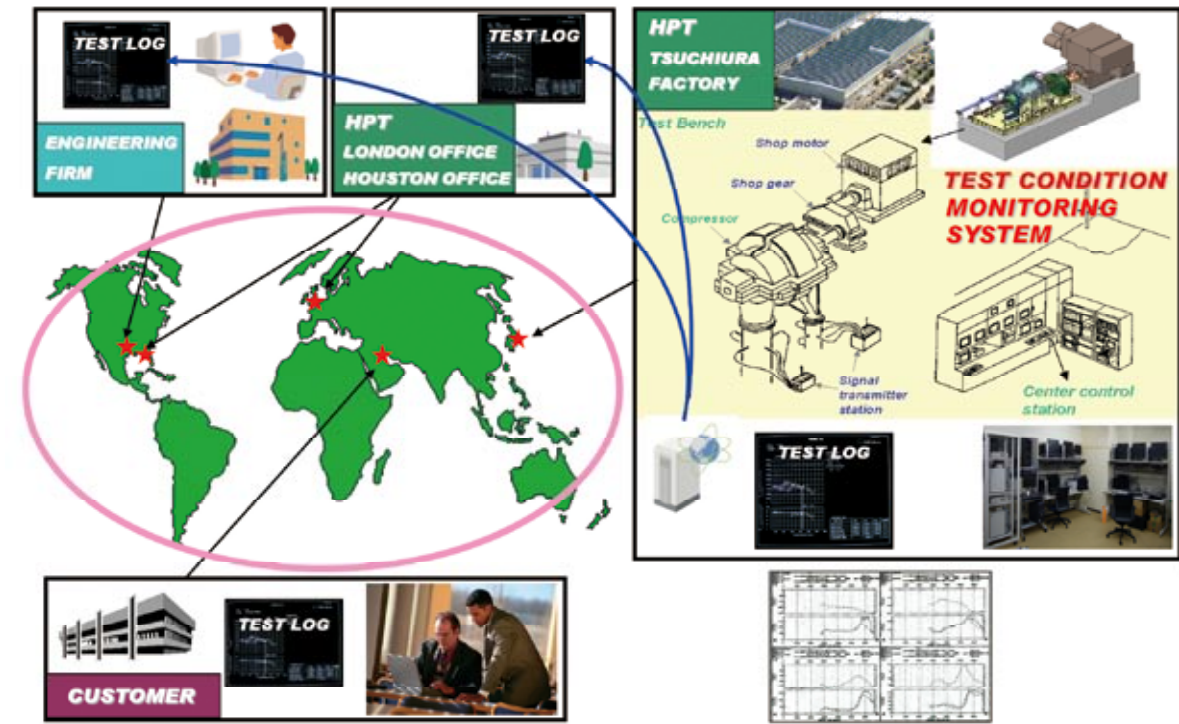 TEST LOG
ENGINEERING
FIRM
TEST LOG
HPT
LONDON OFFICE
HOUSTON OFFICE
HPT
TSUCHIURA
FACTORY
Test Bench
Shop motor
Shop gear
Compressor
TEST CONDITION
MONITORING
SYSTEM
Signal
transmitter
station
Center control
station
TEST LOG
TEST LOG
CUSTOMER